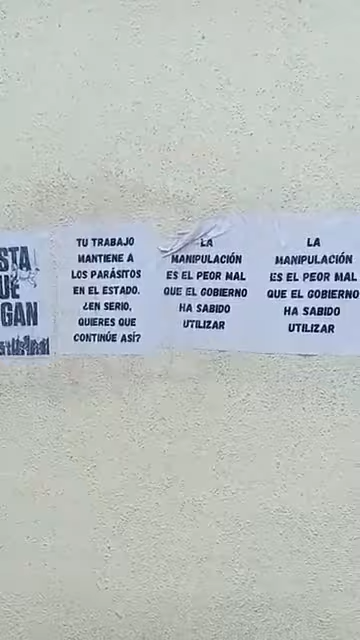 STA
UE
GAN
TU TRABAJO
MANTIENE A
LOS PARÁSITOS
EN EL ESTADO.
¿EN SERIO,
QUIERES QUE
CONTINÚE ASÍ?
LA
MANIPULACIÓN
ES EL PEOR MAL
QUE EL GOBIERNO
HA SABIDO
UTILIZAR
LA
MANIPULACIÓN
ES EL PEOR MAL
QUE EL GOBIERNO
HA SABIDO
UTILIZAR